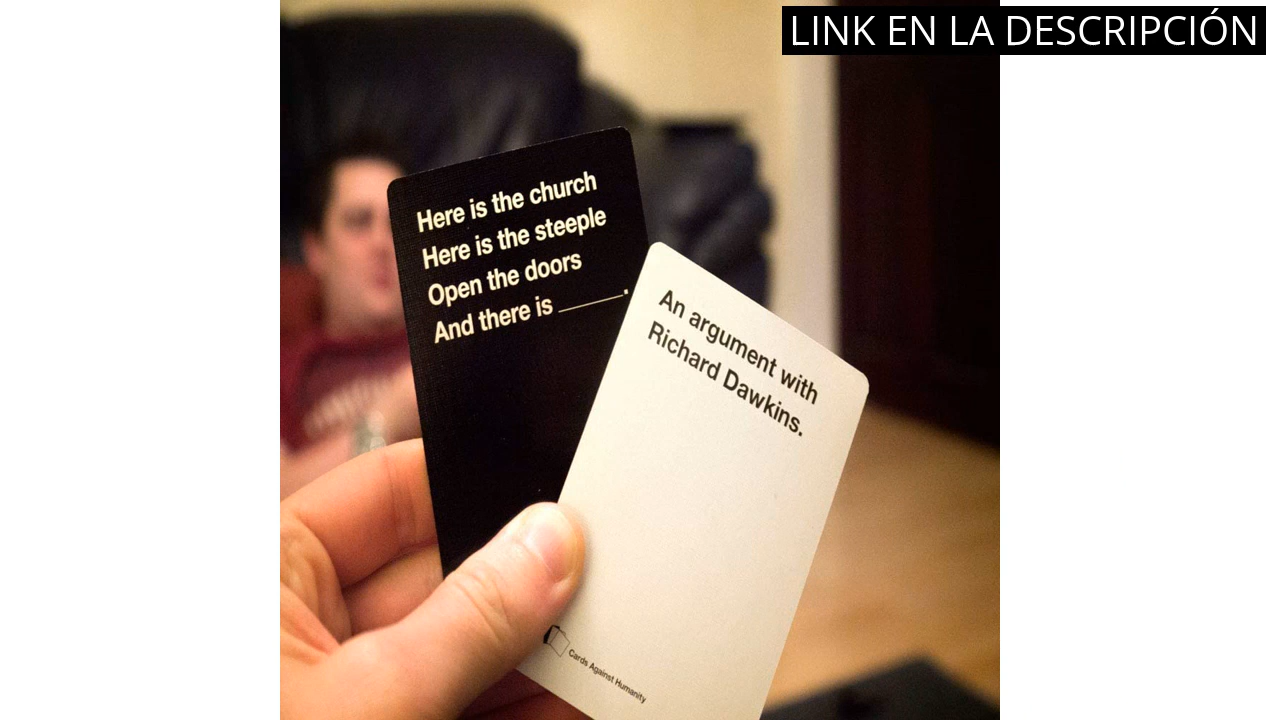 LINK EN LA DESCRIPCIÓN
Here is the church
Here is the steeple
Open the doors
And there is ______.
An argument with
Richard Dawkins.
Cards Against Humanity